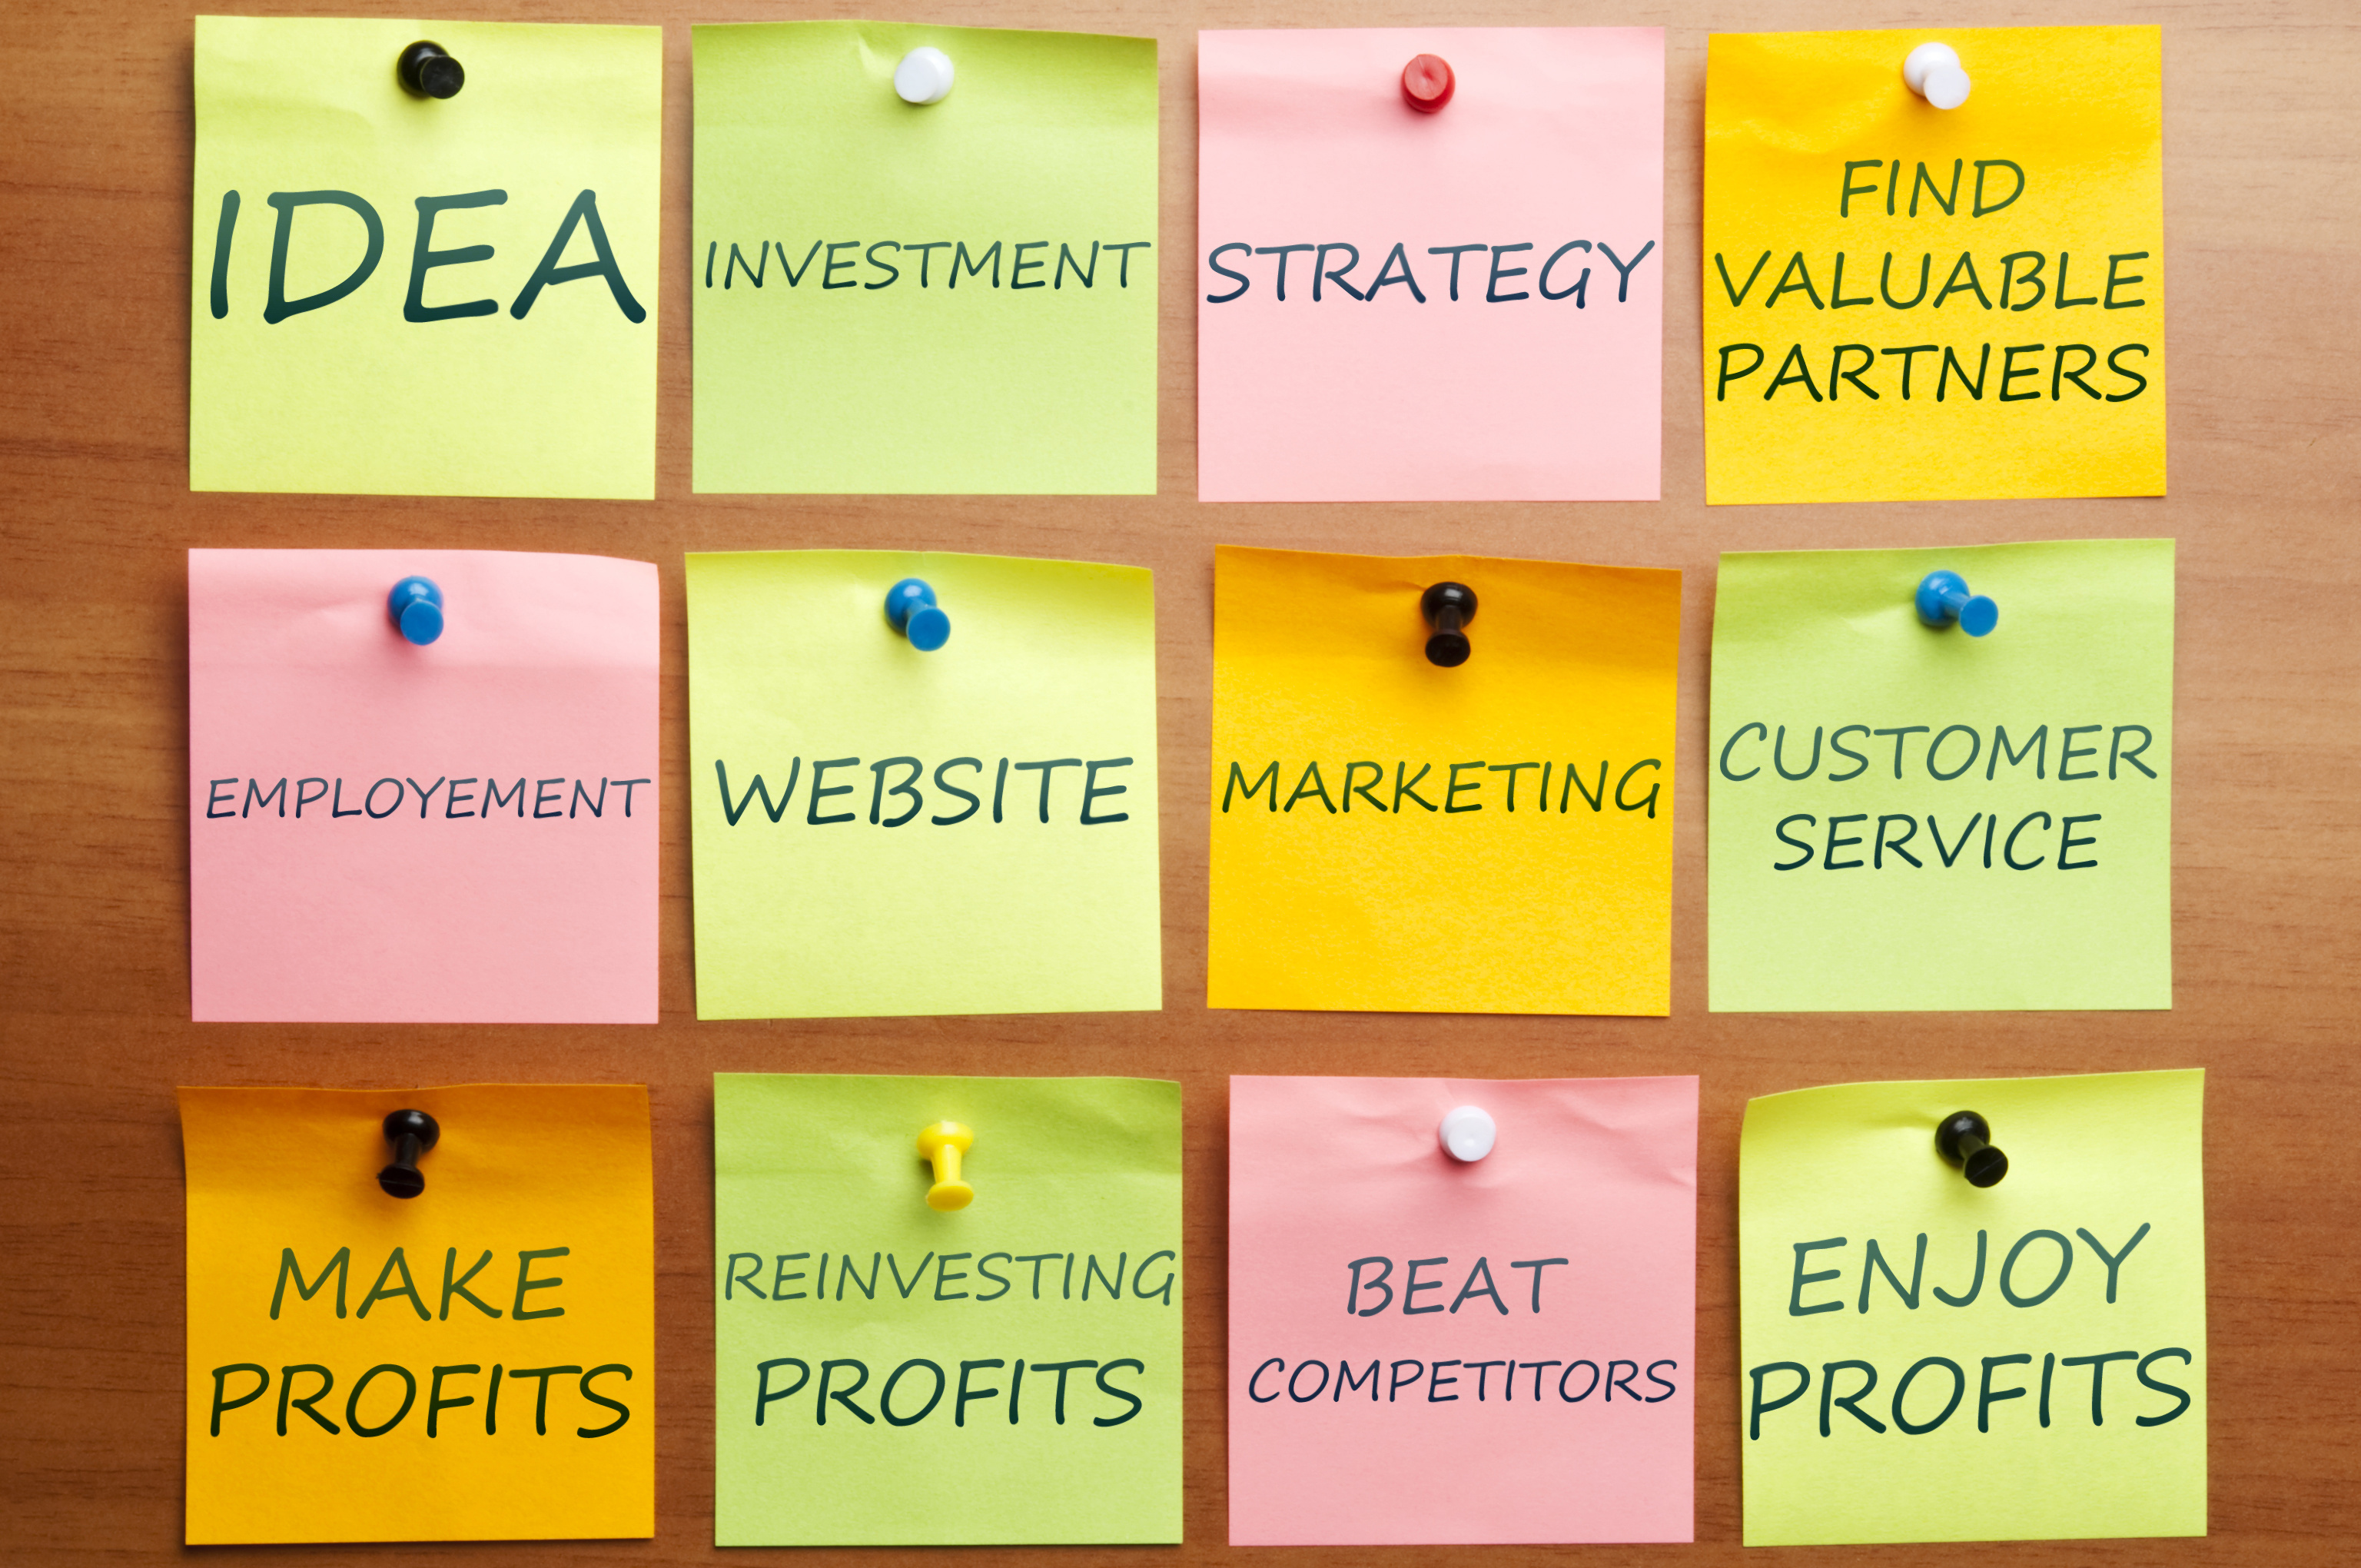 IDEA
INVESTMENT
STRATEGY
FIND
VALUABLE
PARTNERS
EMPLOYEMENT
WEBSITE
MARKETING
CUSTOMER
SERVICE
MAKE
PROFITS
REINVESTING
PROFITS
BEAT
COMPETITORS
ENJOY
PROFITS